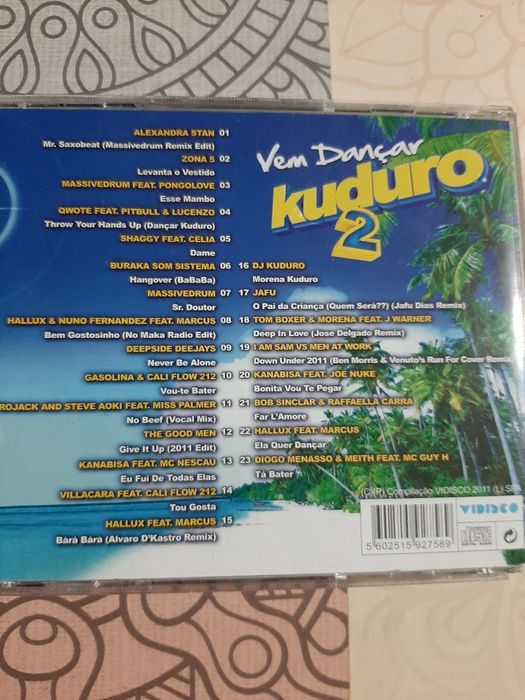 Vem Dançar
kuduro
2
ALEXANDRA STAN 01
Mr. Saxobeat (Massivedrum Remix Edit)
ZONA 5 02
Levanta o Vestido
MASSIVEDRUM FEAT. PONGOLOVE 03
Esse Mambo
QWOTE FEAT. PITBULL & LUCENZO 04
Throw Your Hands Up (Dançar Kuduro)
SHAGGY FEAT. CELIA 05
Dame
BURAKA SOM SISTEMA 06
Hangover (BaBaBa)
MASSIVEDRUM 07
Sr. Doutor
HALLUX & NUNO FERNANDEZ FEAT. MARCUS 08
Bem Gostosinho (No Maka Radio Edit)
DEEPSIDE DEEJAYS 09
Never Be Alone
GASOLINA & CALI FLOW 212 10
Vou-te Bater
ROJACK AND STEVE AOKI FEAT. MISS PALMER 11
No Beef (Vocal Mix)
THE GOOD MEN 12
Give It Up (2011 Edit)
KANABISA FEAT. MC NESCAU 13
Eu Fui De Todas Elas
VILLACARA FEAT. CALI FLOW 212 14
Tou Gosta
HALLUX FEAT. MARCUS 15
Bárá Bárá (Alvaro D'Kastro Remix)
16 DJ KUDURO
Morena Kuduro
17 JAFU
O Pai da Criança (Quem Será??) (Jafu Dias Remix)
18 TOM BOXER & MORENA FEAT. J WARNER
Deep In Love (Jose Delgado Remix)
19 I AM SAM VS MEN AT WORK
Down Under 2011 (Ben Morris & Venuto's Run For Cover Remix
20 KANABISA FEAT. JOE NUKE
Bonita Vou Te Pegar
21 BOB SINCLAR & RAFFAELLA CARRA
Far L'Amore
22 HALLUX FEAT. MARCUS
Ela Quer Dançar
23 DIOGO MENASSO & MEITH FEAT. MC GUY H
Tá Bater
(C)(P) Compilação VIDISCO 2011 (L) SPA
VIDISCO
COMPACT
disc
DIGITAL AUDIO
5 602515 927589